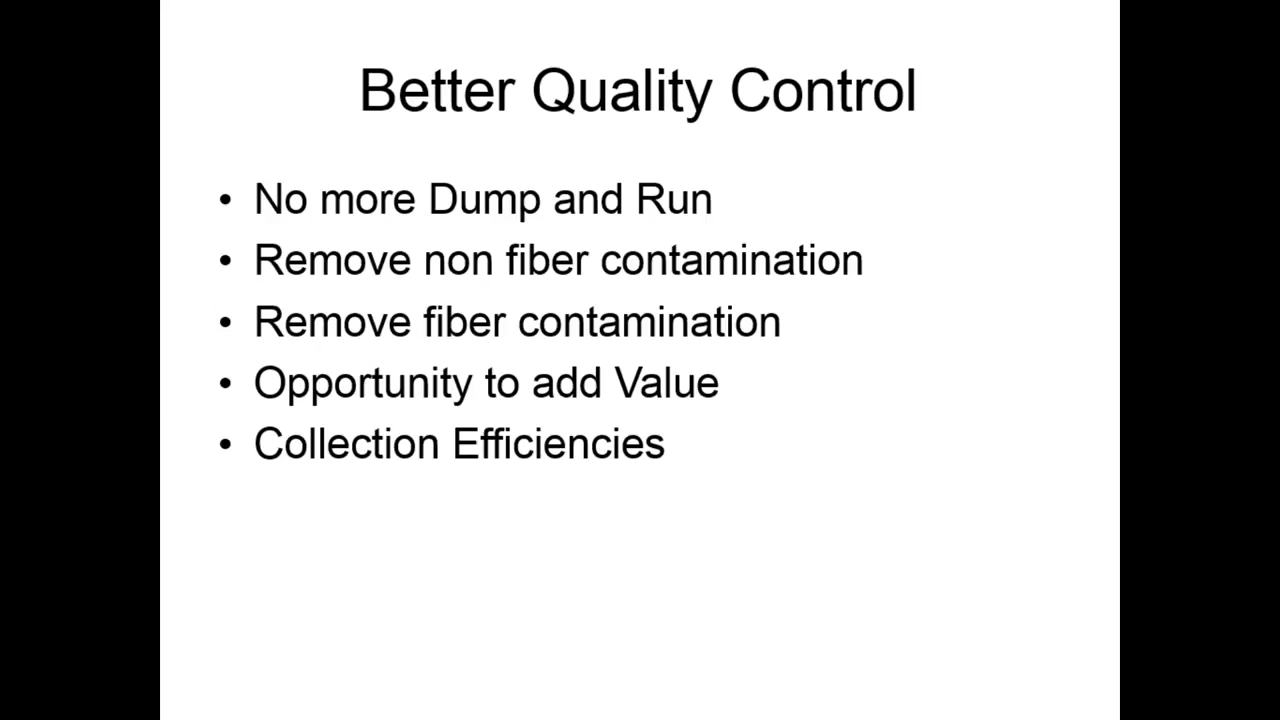 Better Quality Control
• No more Dump and Run
• Remove non fiber contamination
• Remove fiber contamination
• Opportunity to add Value
• Collection Efficiencies